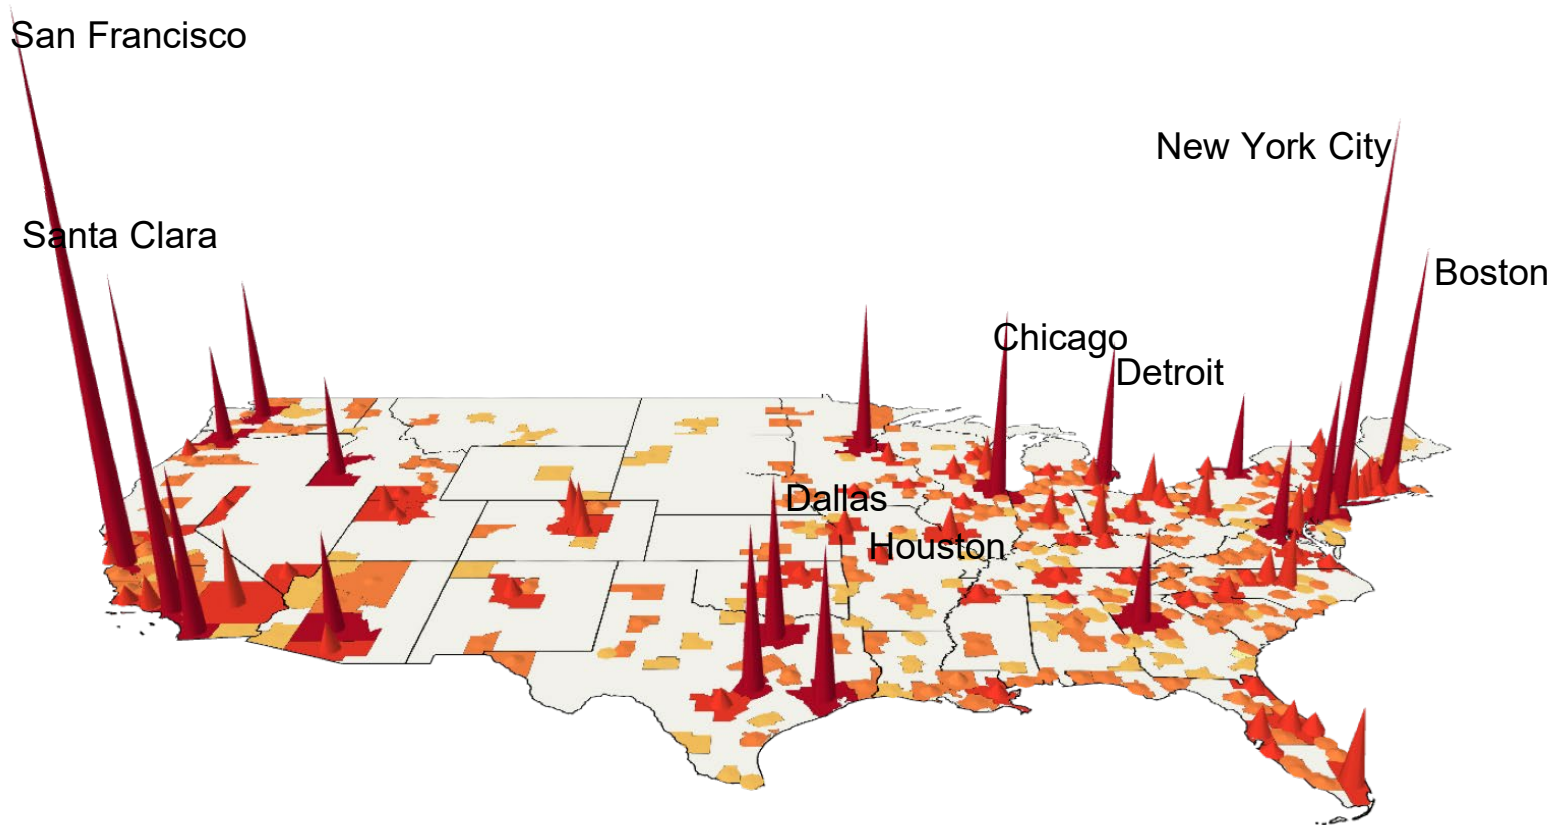 San Francisco
New York City
Santa Clara
Boston
Chicago
Detroit
Dallas
Houston